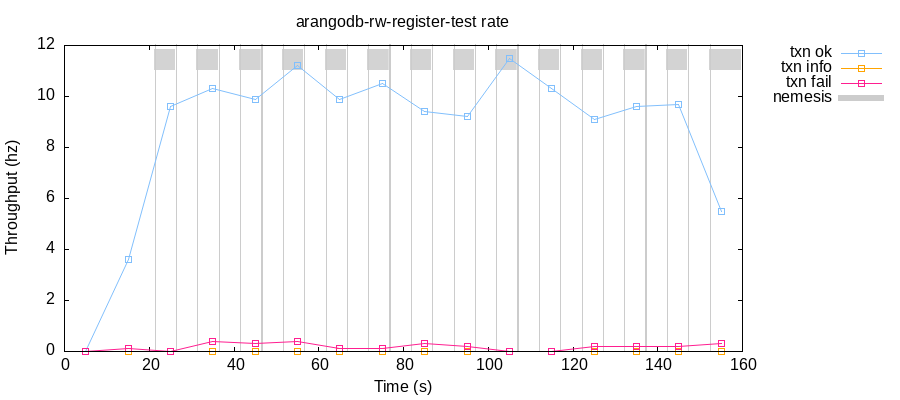 arangodb-rw-register-test rate
txn ok
txn info
txn fail
nemesis
Throughput (hz)
12
10
8
6
4
2
0
0 20 40 60 80 100 120 140 160
Time (s)